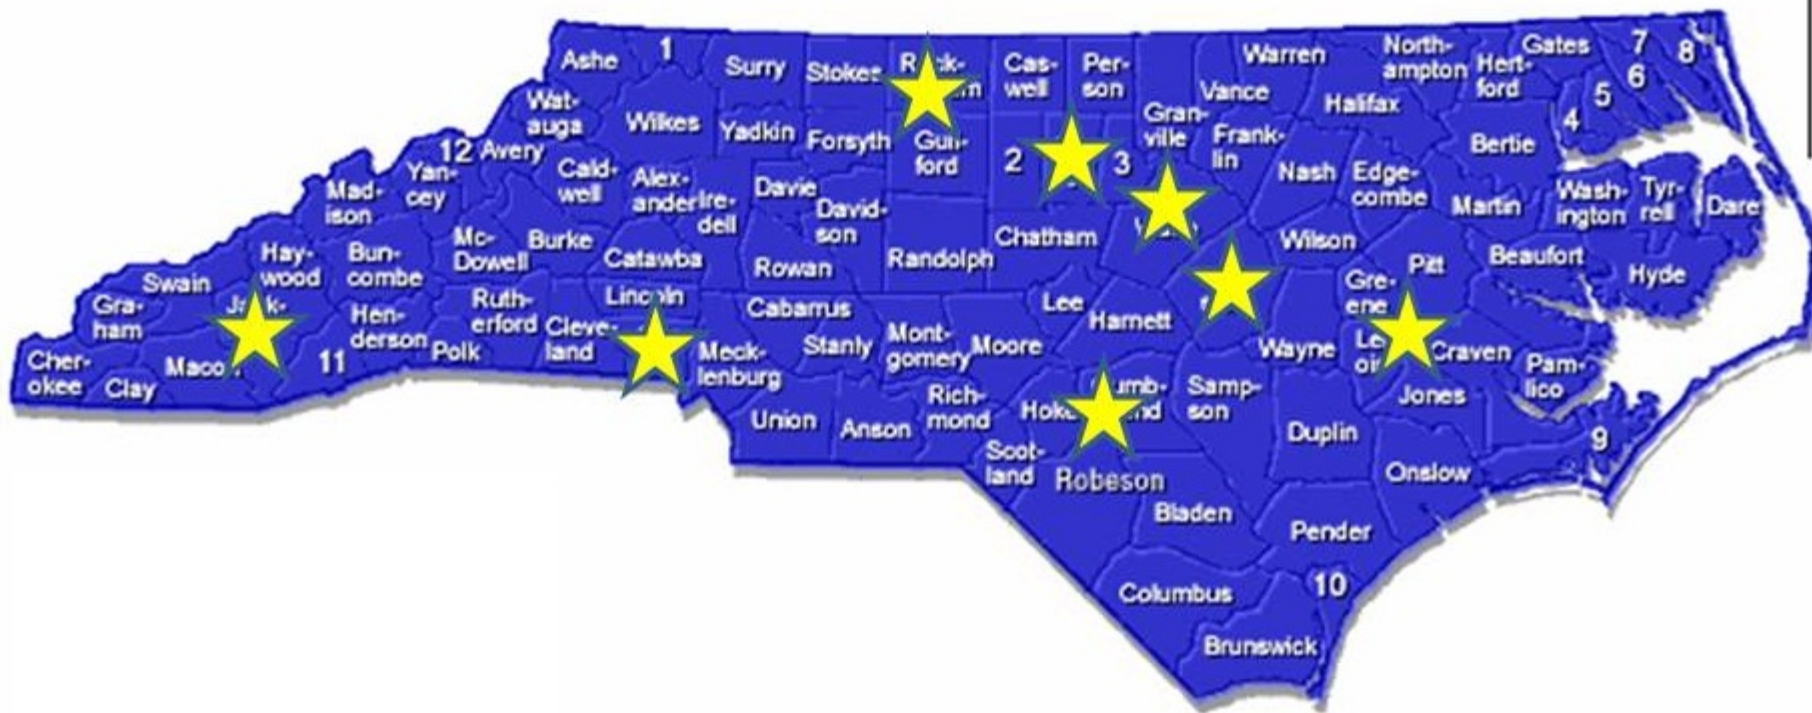 Ashe
1
Surry
Stokes
Cas-
well
Per-
son
Warren
North-
ampton
Hert-
ford
Gates
7
8
6
5
4
Wat-
auga
Wilkes
Yadkin
Forsyth
Guil-
ford
2
3
Gran-
ville
Vance
Frank-
lin
Halifax
Bertie
12
Avery
Yan-
cey
Mad-
ison
Cald-
well
Alex-
ander
Ire-
dell
Davie
David-
son
Nash
Edge-
combe
Martin
Wash-
ington
Tyr-
rell
Dare
Swain
Hay-
wood
Bun-
combe
Mc-
Dowell
Burke
Catawba
Rowan
Randolph
Chatham
Wilson
Pitt
Beaufort
Hyde
Gra-
ham
Hen-
derson
Ruth-
erford
Lincoln
Cabarrus
Lee
Harnett
Gre-
ene
Cher-
okee
Clay
11
Polk
Cleve-
land
Meck-
lenburg
Stanly
Mont-
gomery
Moore
Wayne
Craven
Pam-
lico
Union
Anson
Rich-
mond
Samp-
son
Jones
Duplin
9
Scot-
land
Robeson
Onslow
Bladen
Pender
Columbus
10
Brunswick